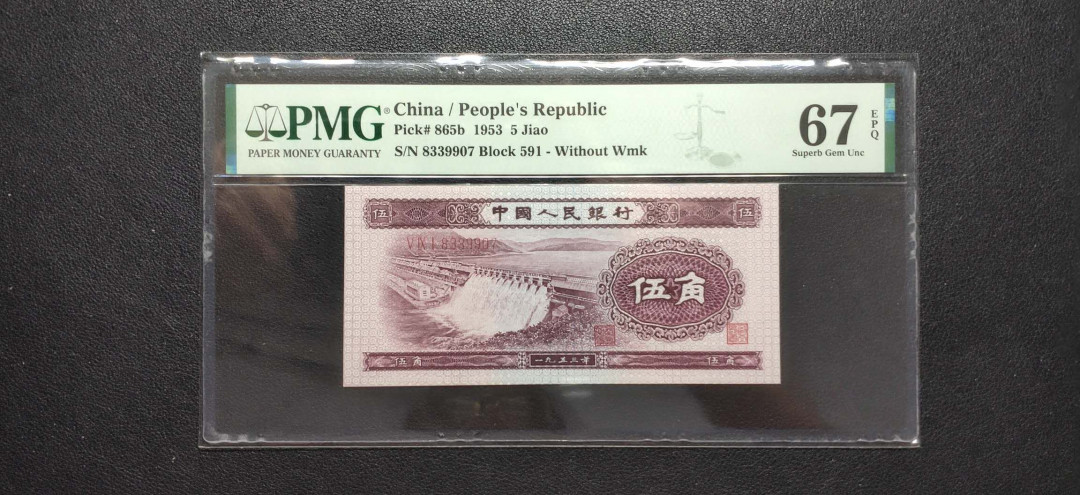 PMG® China / People's Republic
Pick# 865b 1953 5 Jiao
PAPER MONEY GUARANTY
S/N 8339907 Block 591 - Without Wmk
67 EPQ
Superb Gem Unc
伍 中國人民銀行 伍
VIV I 8339907
伍角
伍角 一九五三年 伍角